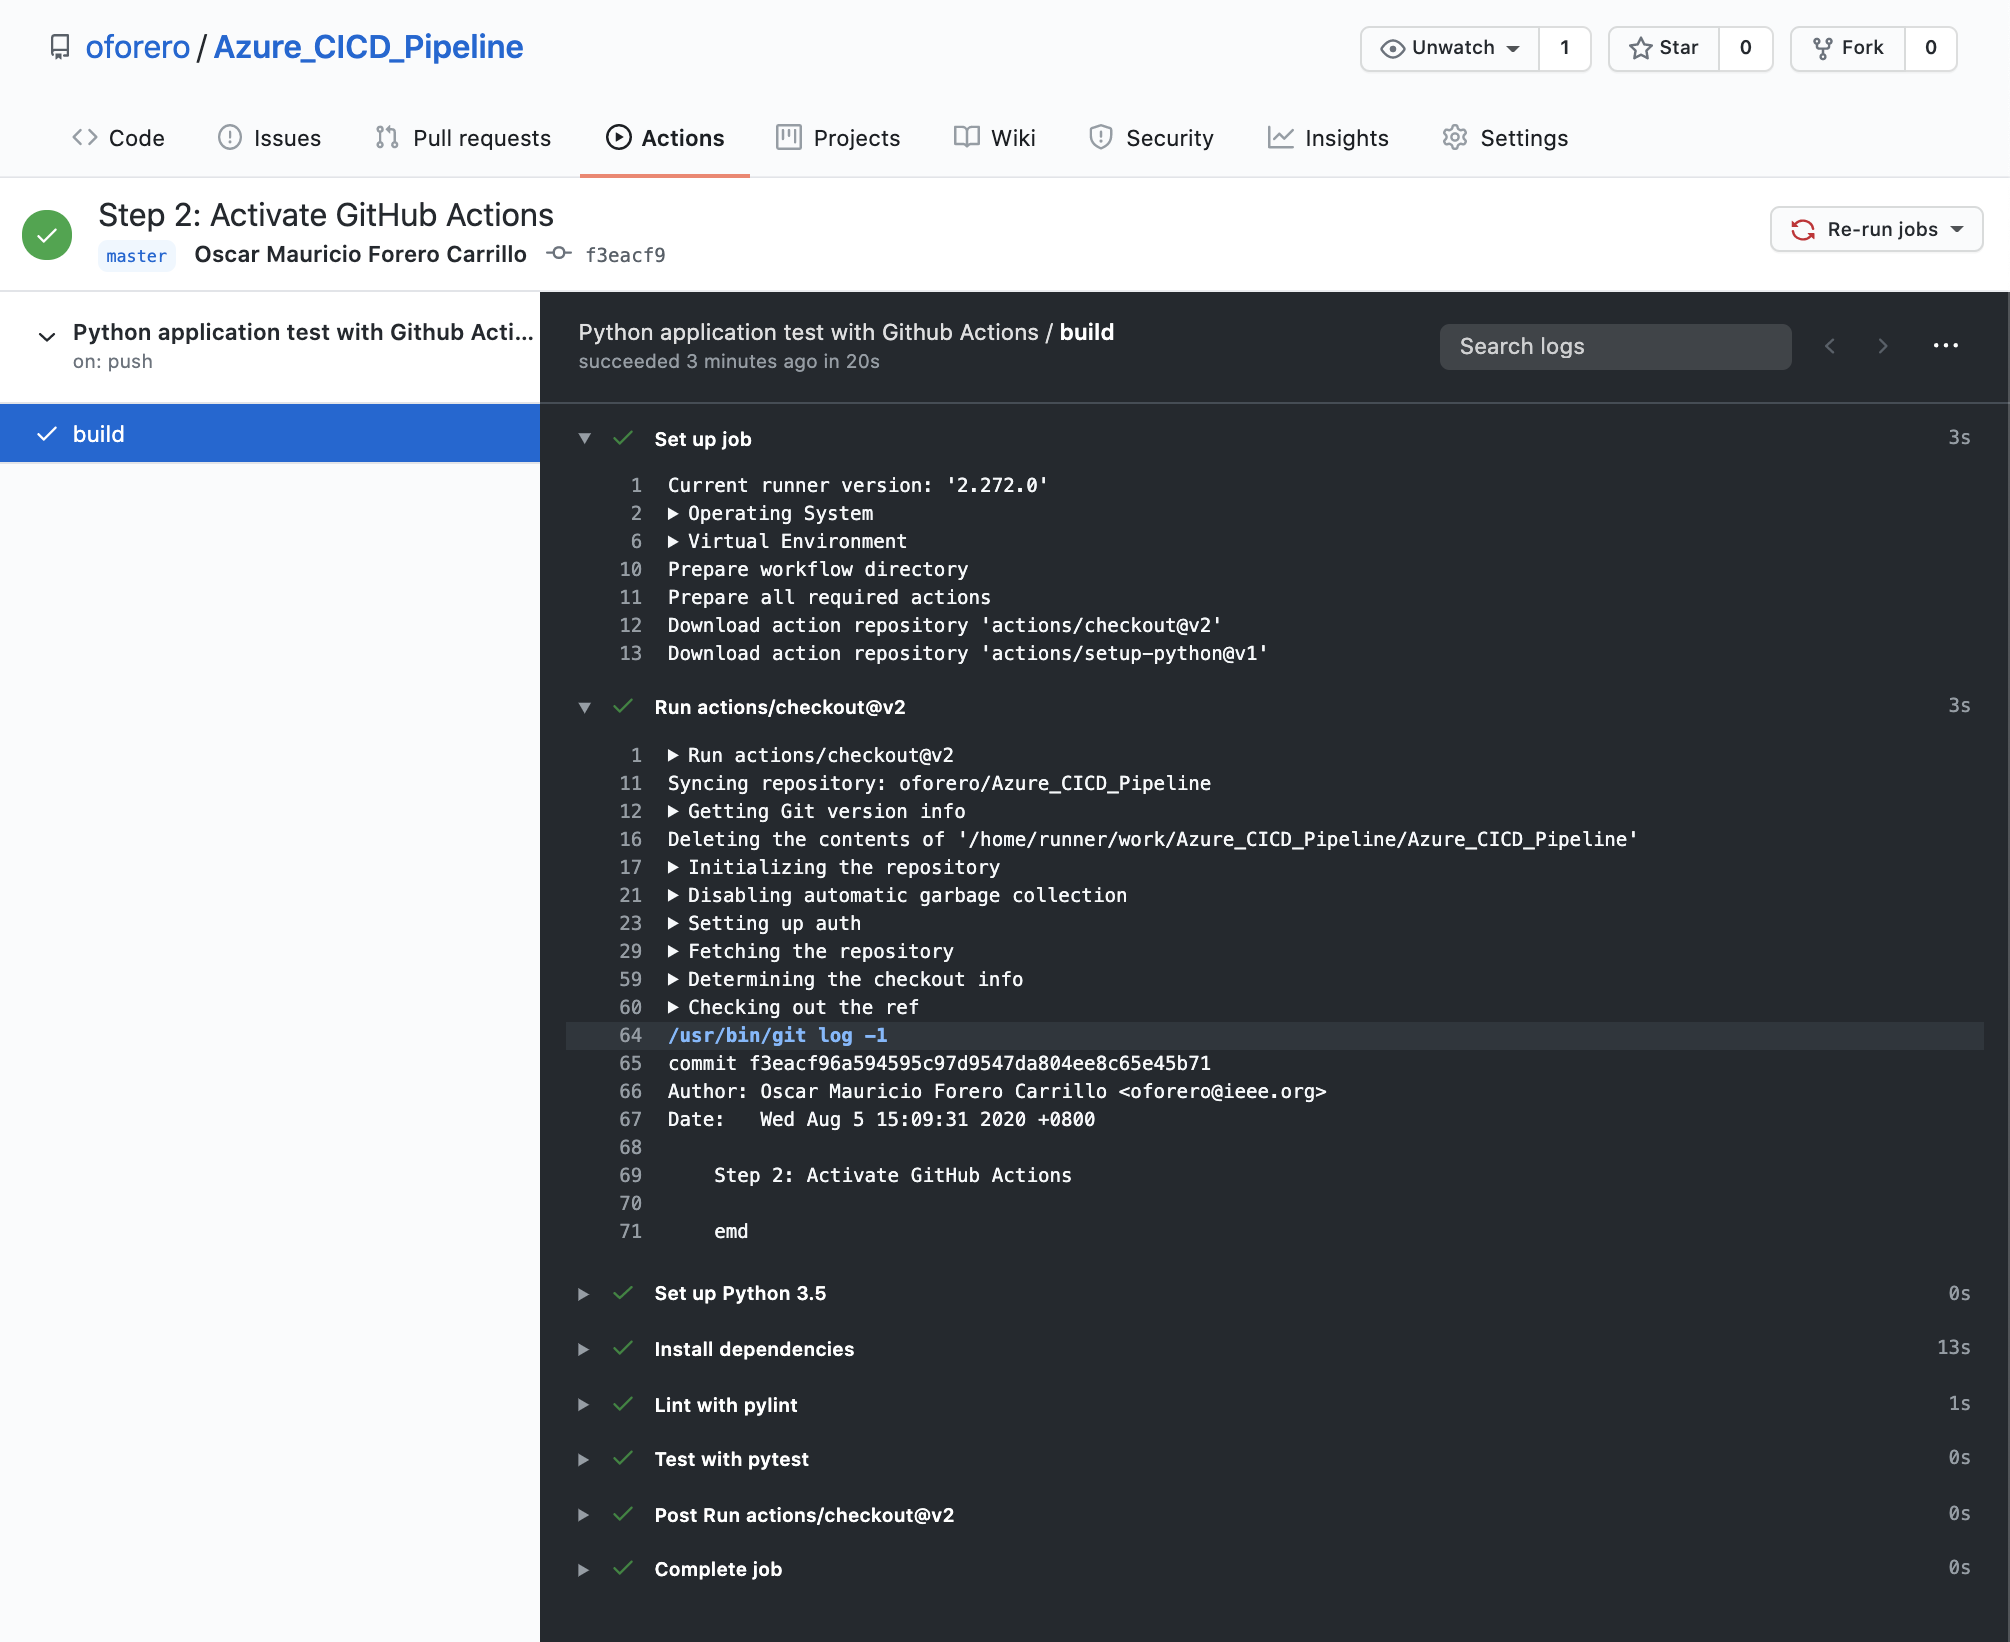 oforero / Azure_CICD_Pipeline
Unwatch 1 Star 0 Fork 0
Code Issues Pull requests Actions Projects Wiki Security Insights Settings
Step 2: Activate GitHub Actions
master Oscar Mauricio Forero Carrillo f3eacf9
Re-run jobs
Python application test with Github Acti...
on: push
build
Python application test with Github Actions / build
succeeded 3 minutes ago in 20s
Search logs
Set up job 3s
1 Current runner version: '2.272.0'
2 Operating System
6 Virtual Environment
10 Prepare workflow directory
11 Prepare all required actions
12 Download action repository 'actions/checkout@v2'
13 Download action repository 'actions/setup-python@v1'
Run actions/checkout@v2 3s
1 Run actions/checkout@v2
11 Syncing repository: oforero/Azure_CICD_Pipeline
12 Getting Git version info
16 Deleting the contents of '/home/runner/work/Azure_CICD_Pipeline/Azure_CICD_Pipeline'
17 Initializing the repository
21 Disabling automatic garbage collection
23 Setting up auth
29 Fetching the repository
59 Determining the checkout info
60 Checking out the ref
64 /usr/bin/git log -1
65 commit f3eacf96a594595c97d9547da804ee8c65e45b71
66 Author: Oscar Mauricio Forero Carrillo <oforero@ieee.org>
67 Date:   Wed Aug 5 15:09:31 2020 +0800
68
69     Step 2: Activate GitHub Actions
70
71     emd
Set up Python 3.5 0s
Install dependencies 13s
Lint with pylint 1s
Test with pytest 0s
Post Run actions/checkout@v2 0s
Complete job 0s